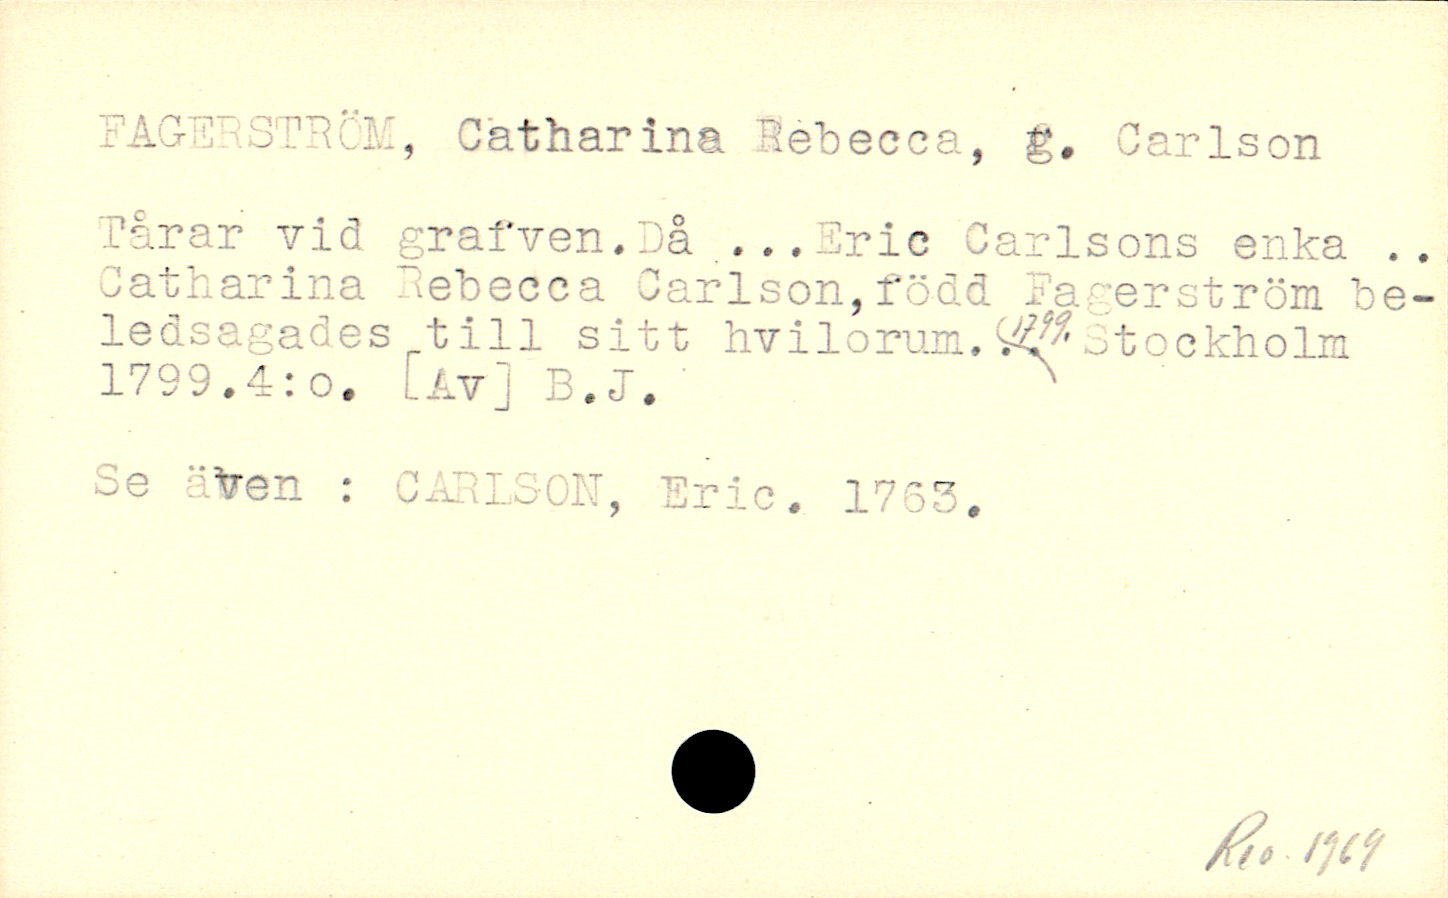 FAGERSTRÖM, Catharina Rebecca, g. Carlson
Tårar vid grafven.Då ...Eric Carlsons enka ...
Catharina Rebecca Carlson,född Fagerström be-
ledsagades till sitt hvilorum... 1799. Stockholm
1799.4:o. [Av] B.J.
Se även : CARLSON, Eric. 1763.
Rev. 1969